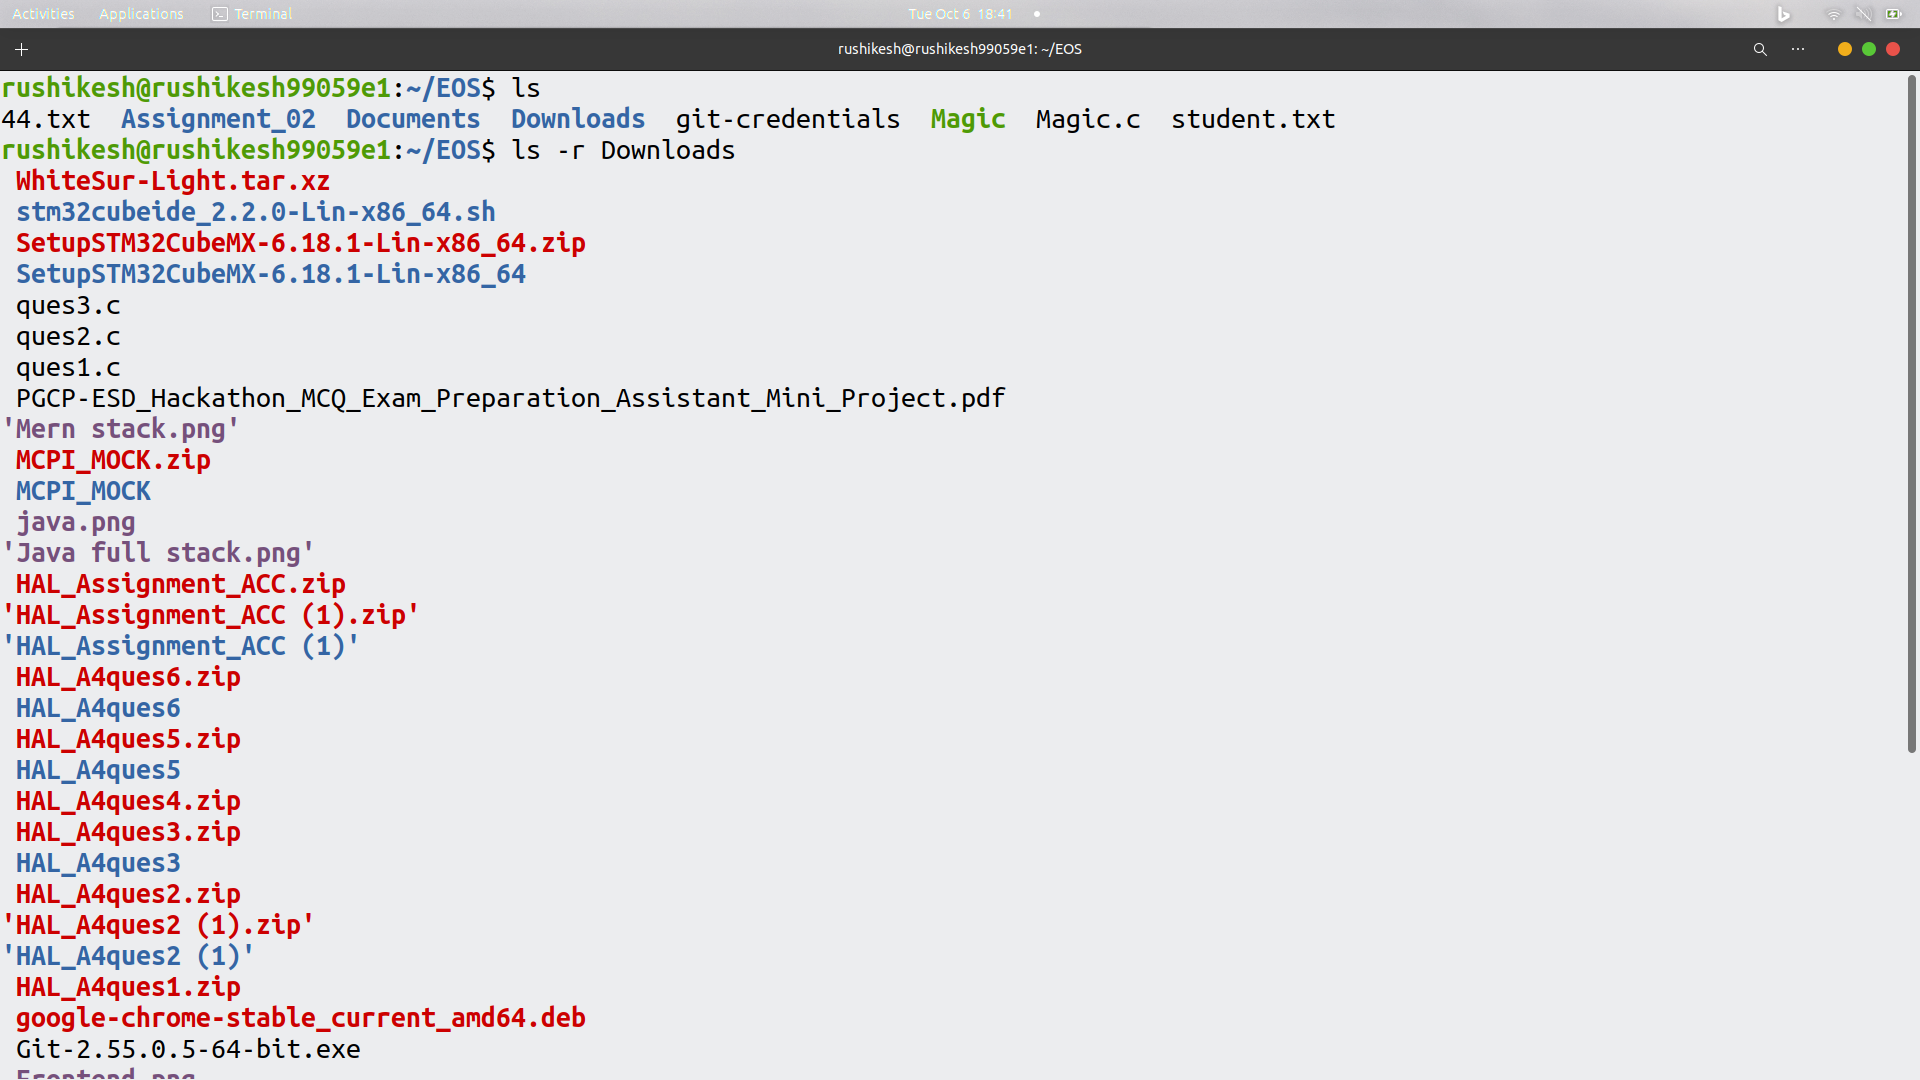 Activities Applications Terminal Tue Oct 6 18:41
rushikesh@rushikesh99059e1: ~/EOS
rushikesh@rushikesh99059e1:~/EOS$ ls
44.txt Assignment_02 Documents Downloads git-credentials Magic Magic.c student.txt
rushikesh@rushikesh99059e1:~/EOS$ ls -r Downloads
WhiteSur-Light.tar.xz
stm32cubeide_2.2.0-Lin-x86_64.sh
SetupSTM32CubeMX-6.18.1-Lin-x86_64.zip
SetupSTM32CubeMX-6.18.1-Lin-x86_64
ques3.c
ques2.c
ques1.c
PGCP-ESD_Hackathon_MCQ_Exam_Preparation_Assistant_Mini_Project.pdf
'Mern stack.png'
MCPI_MOCK.zip
MCPI_MOCK
java.png
'Java full stack.png'
HAL_Assignment_ACC.zip
'HAL_Assignment_ACC (1).zip'
'HAL_Assignment_ACC (1)'
HAL_A4ques6.zip
HAL_A4ques6
HAL_A4ques5.zip
HAL_A4ques5
HAL_A4ques4.zip
HAL_A4ques3.zip
HAL_A4ques3
HAL_A4ques2.zip
'HAL_A4ques2 (1).zip'
'HAL_A4ques2 (1)'
HAL_A4ques1.zip
google-chrome-stable_current_amd64.deb
Git-2.55.0.5-64-bit.exe
Frontend.png